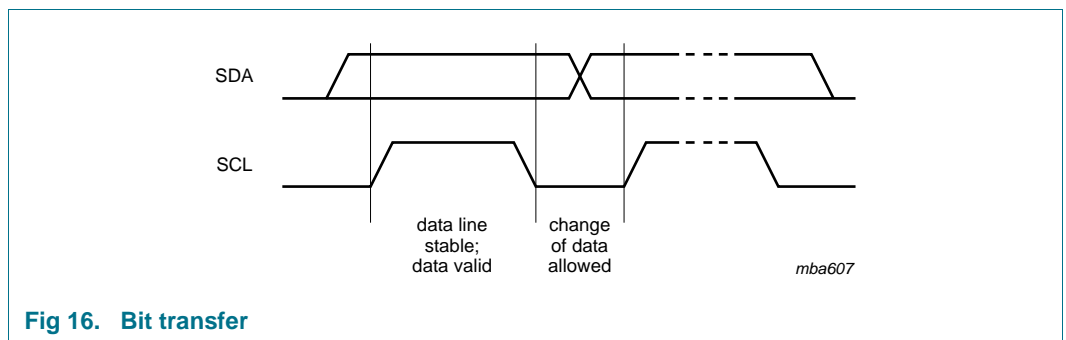 SDA
SCL
data line
stable;
data valid
change
of data
allowed
mba607
Fig 16. Bit transfer